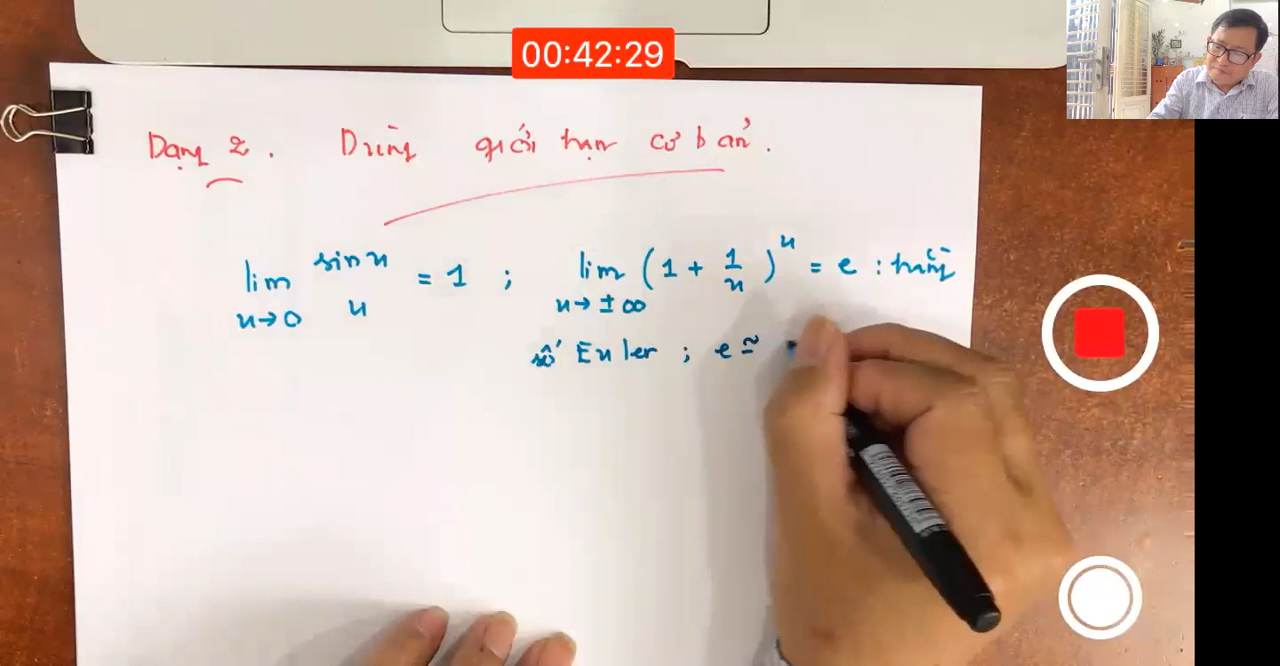 00:42:29
Dạng 2. Dùng giới hạn cơ bản.
lim u→0 sin u / u = 1 ; lim u→±∞ (1 + 1/u)^u = e : hằng
số Euler ; e ≃